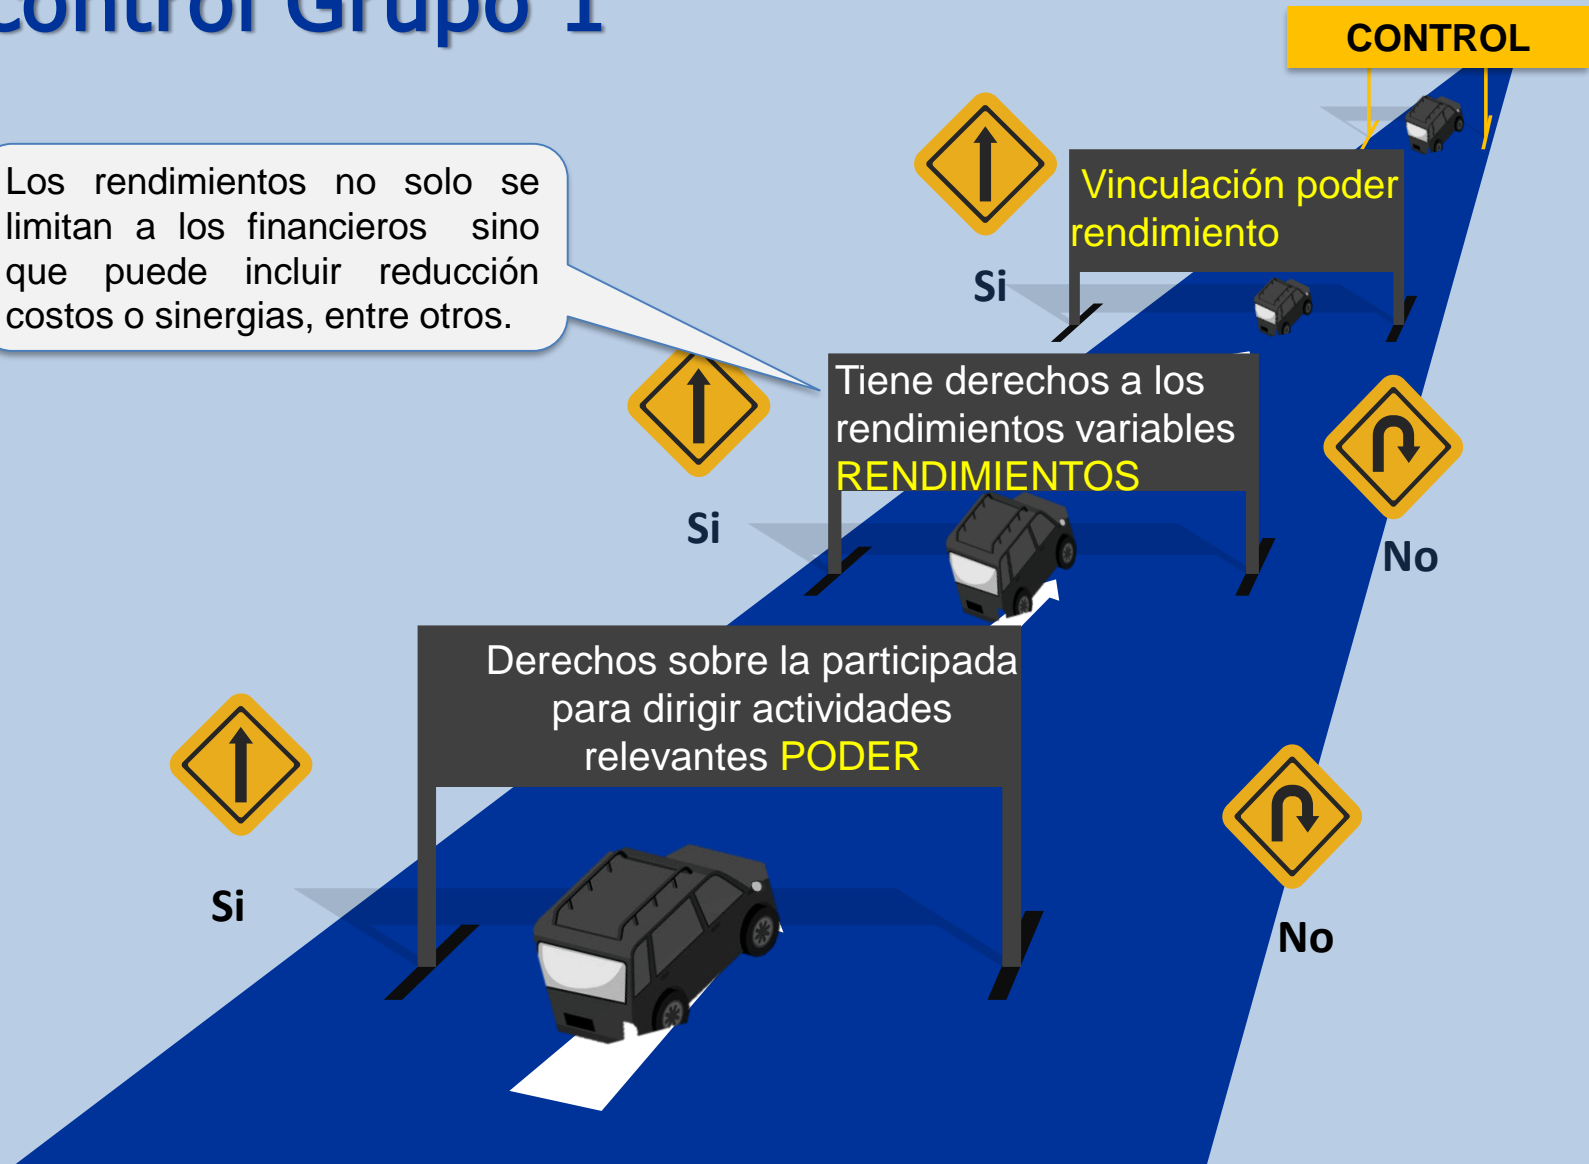 Control Grupo 1
CONTROL
Los rendimientos no solo se
limitan a los financieros sino
que puede incluir reducción
costos o sinergias, entre otros.
Vinculación poder
rendimiento
Si
Tiene derechos a los
rendimientos variables
RENDIMIENTOS
Si
No
Derechos sobre la participada
para dirigir actividades
relevantes PODER
Si
No